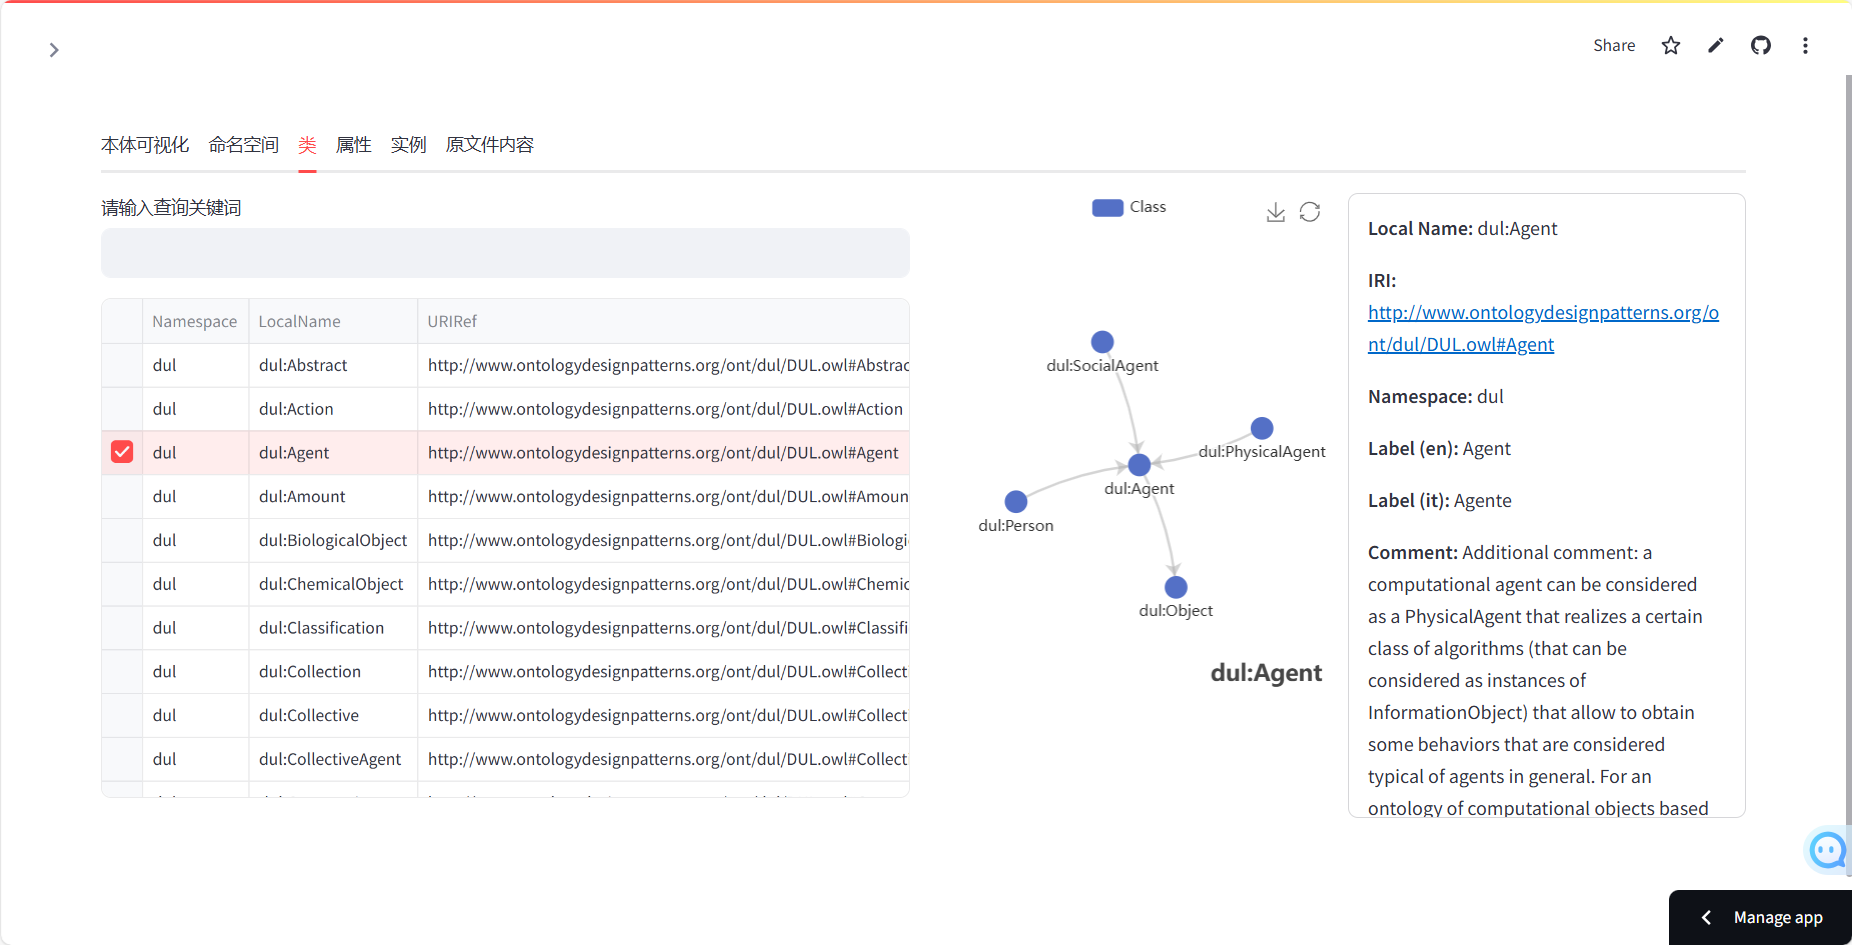 Share
本体可视化 命名空间 类 属性 实例 原文件内容
请输入查询关键词
Namespace LocalName URIRef
dul dul:Abstract http://www.ontologydesignpatterns.org/ont/dul/DUL.owl#Abstrac
dul dul:Action http://www.ontologydesignpatterns.org/ont/dul/DUL.owl#Action
dul dul:Agent http://www.ontologydesignpatterns.org/ont/dul/DUL.owl#Agent
dul dul:Amount http://www.ontologydesignpatterns.org/ont/dul/DUL.owl#Amoun
dul dul:BiologicalObject http://www.ontologydesignpatterns.org/ont/dul/DUL.owl#Biologi
dul dul:ChemicalObject http://www.ontologydesignpatterns.org/ont/dul/DUL.owl#Chemic
dul dul:Classification http://www.ontologydesignpatterns.org/ont/dul/DUL.owl#Classifi
dul dul:Collection http://www.ontologydesignpatterns.org/ont/dul/DUL.owl#Collect
dul dul:Collective http://www.ontologydesignpatterns.org/ont/dul/DUL.owl#Collect
dul dul:CollectiveAgent http://www.ontologydesignpatterns.org/ont/dul/DUL.owl#Collect
Class
dul:SocialAgent
dul:PhysicalAgent
dul:Agent
dul:Person
dul:Object
dul:Agent
Local Name: dul:Agent
IRI:
http://www.ontologydesignpatterns.org/o
nt/dul/DUL.owl#Agent
Namespace: dul
Label (en): Agent
Label (it): Agente
Comment: Additional comment: a
computational agent can be considered
as a PhysicalAgent that realizes a certain
class of algorithms (that can be
considered as instances of
InformationObject) that allow to obtain
some behaviors that are considered
typical of agents in general. For an
ontology of computational objects based
Manage app